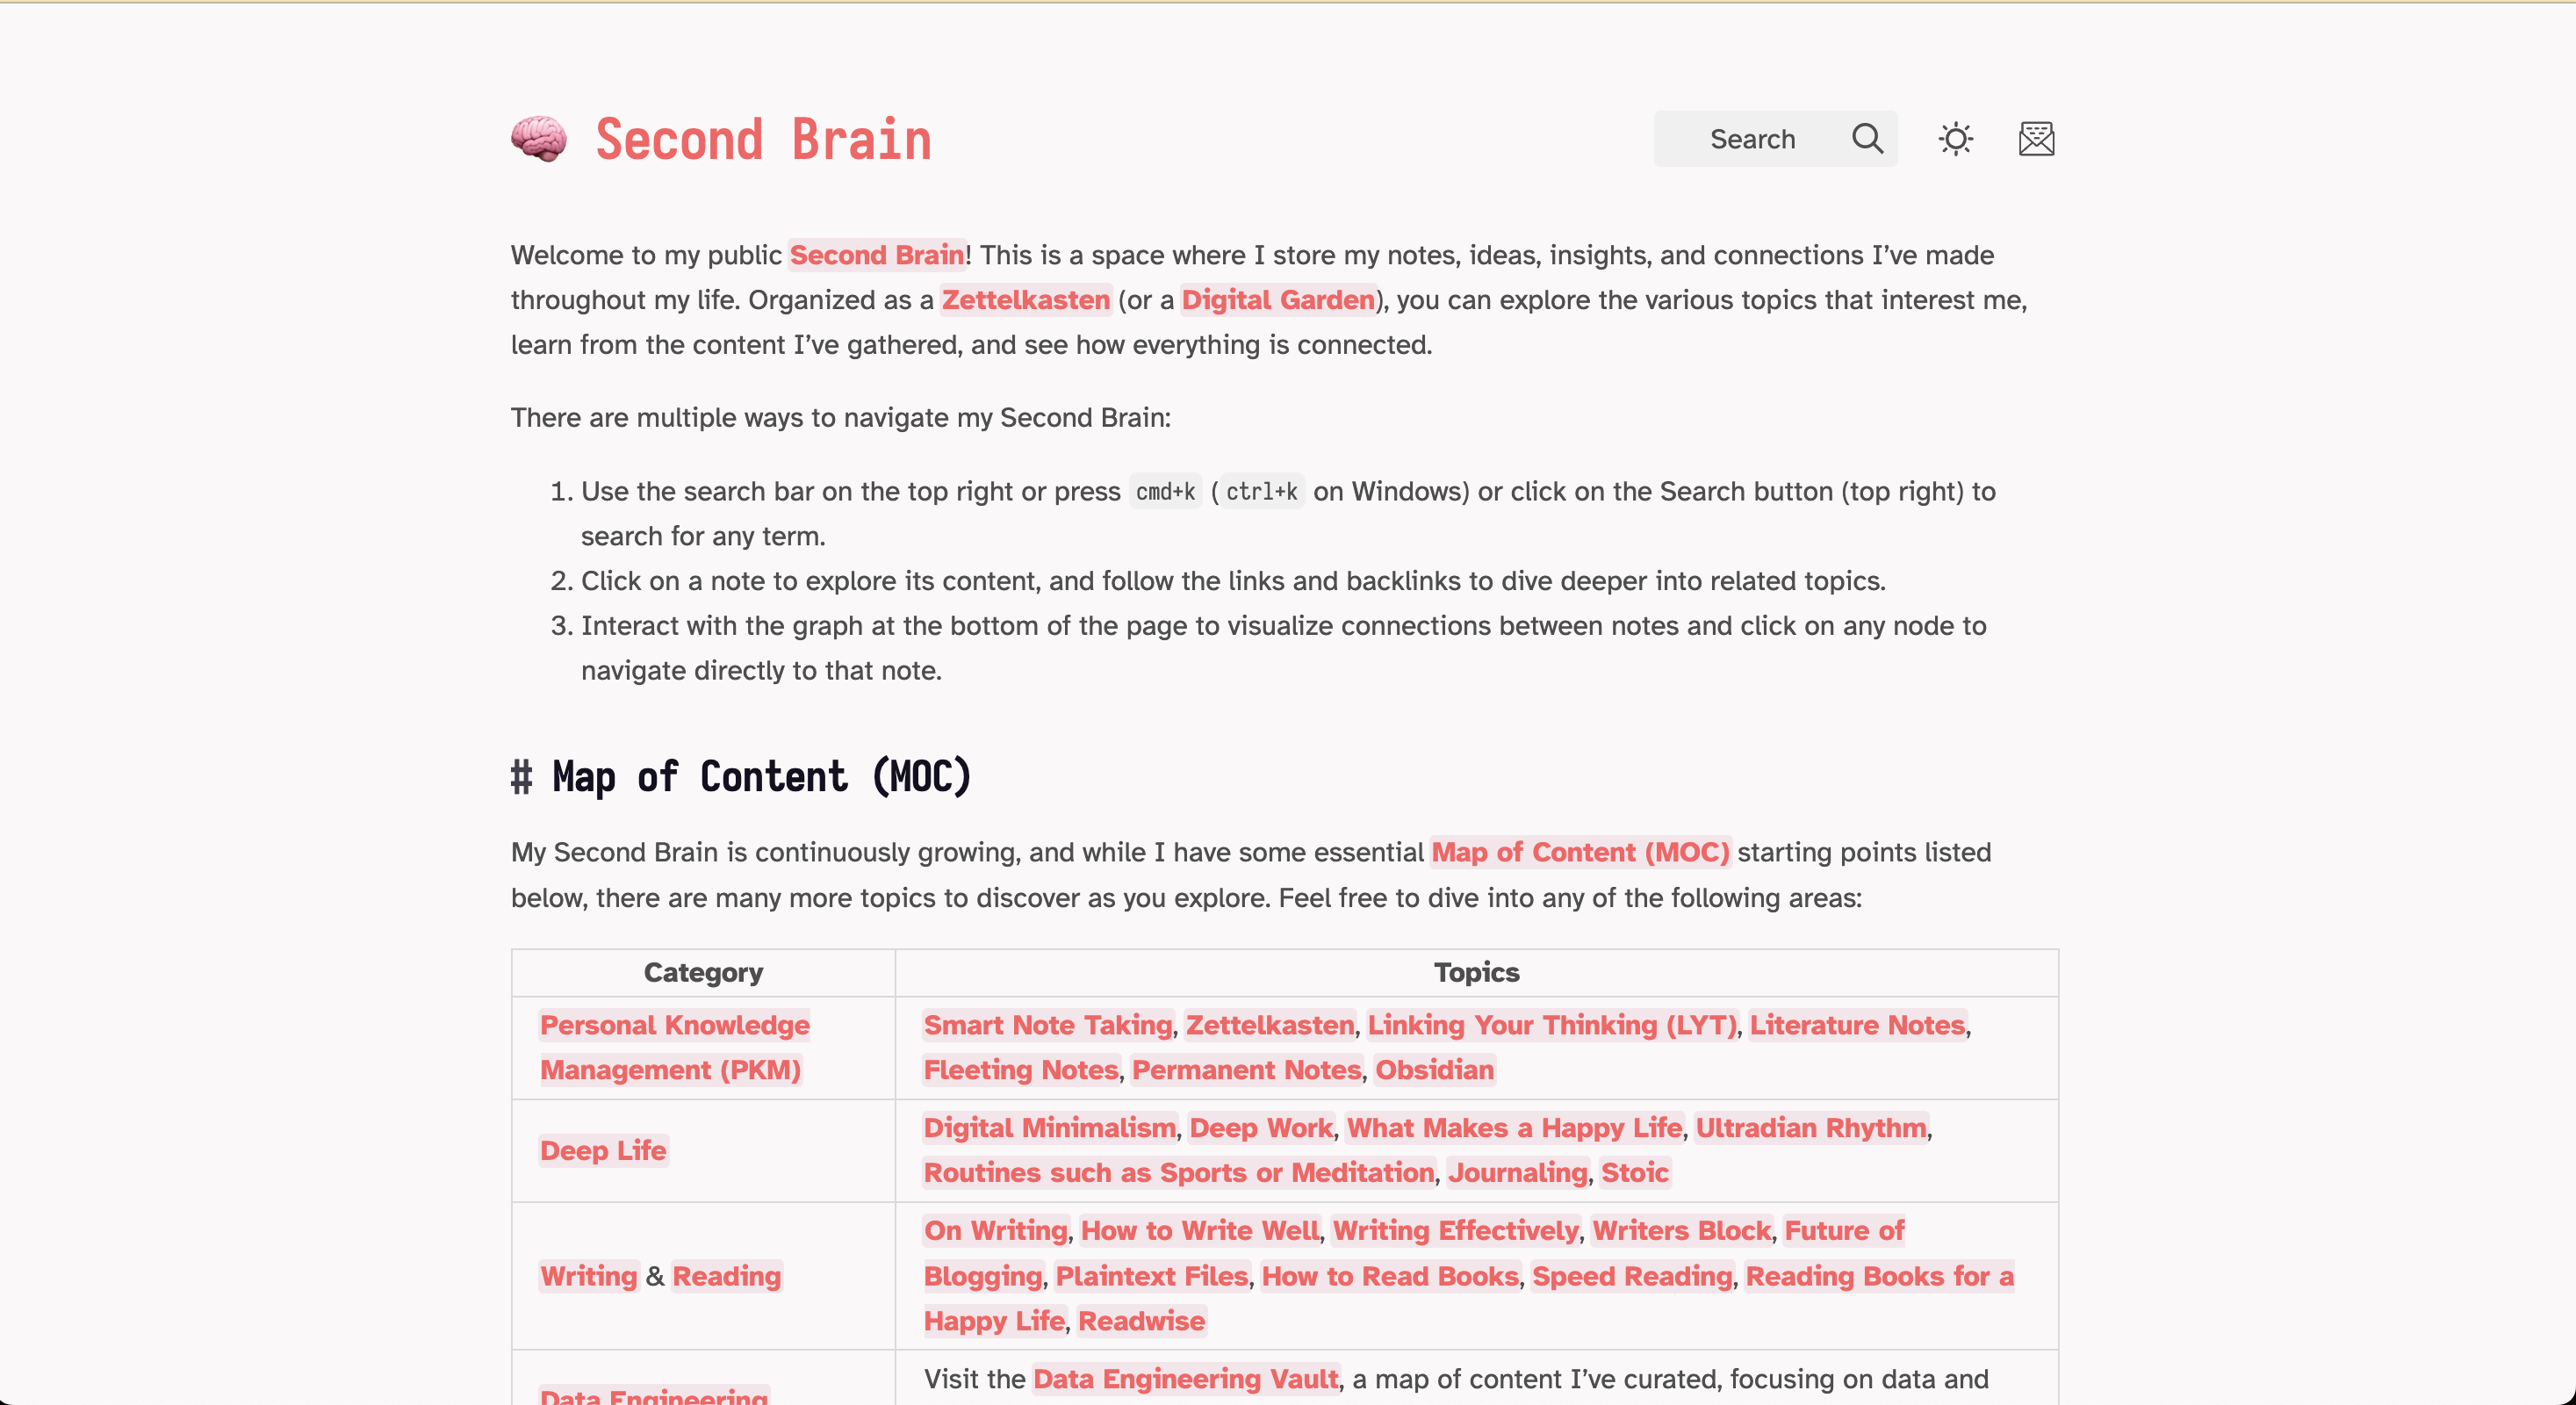 Second Brain
Search
Welcome to my public Second Brain! This is a space where I store my notes, ideas, insights, and connections I’ve made
throughout my life. Organized as a Zettelkasten (or a Digital Garden), you can explore the various topics that interest me,
learn from the content I’ve gathered, and see how everything is connected.
There are multiple ways to navigate my Second Brain:
1. Use the search bar on the top right or press cmd+k (ctrl+k on Windows) or click on the Search button (top right) to
search for any term.
2. Click on a note to explore its content, and follow the links and backlinks to dive deeper into related topics.
3. Interact with the graph at the bottom of the page to visualize connections between notes and click on any node to
navigate directly to that note.
# Map of Content (MOC)
My Second Brain is continuously growing, and while I have some essential Map of Content (MOC) starting points listed
below, there are many more topics to discover as you explore. Feel free to dive into any of the following areas:
Category
Topics
Personal Knowledge
Management (PKM)
Smart Note Taking, Zettelkasten, Linking Your Thinking (LYT), Literature Notes,
Fleeting Notes, Permanent Notes, Obsidian
Deep Life
Digital Minimalism, Deep Work, What Makes a Happy Life, Ultradian Rhythm,
Routines such as Sports or Meditation, Journaling, Stoic
Writing & Reading
On Writing, How to Write Well, Writing Effectively, Writers Block, Future of
Blogging, Plaintext Files, How to Read Books, Speed Reading, Reading Books for a
Happy Life, Readwise
Data Engineering
Visit the Data Engineering Vault, a map of content I’ve curated, focusing on data and